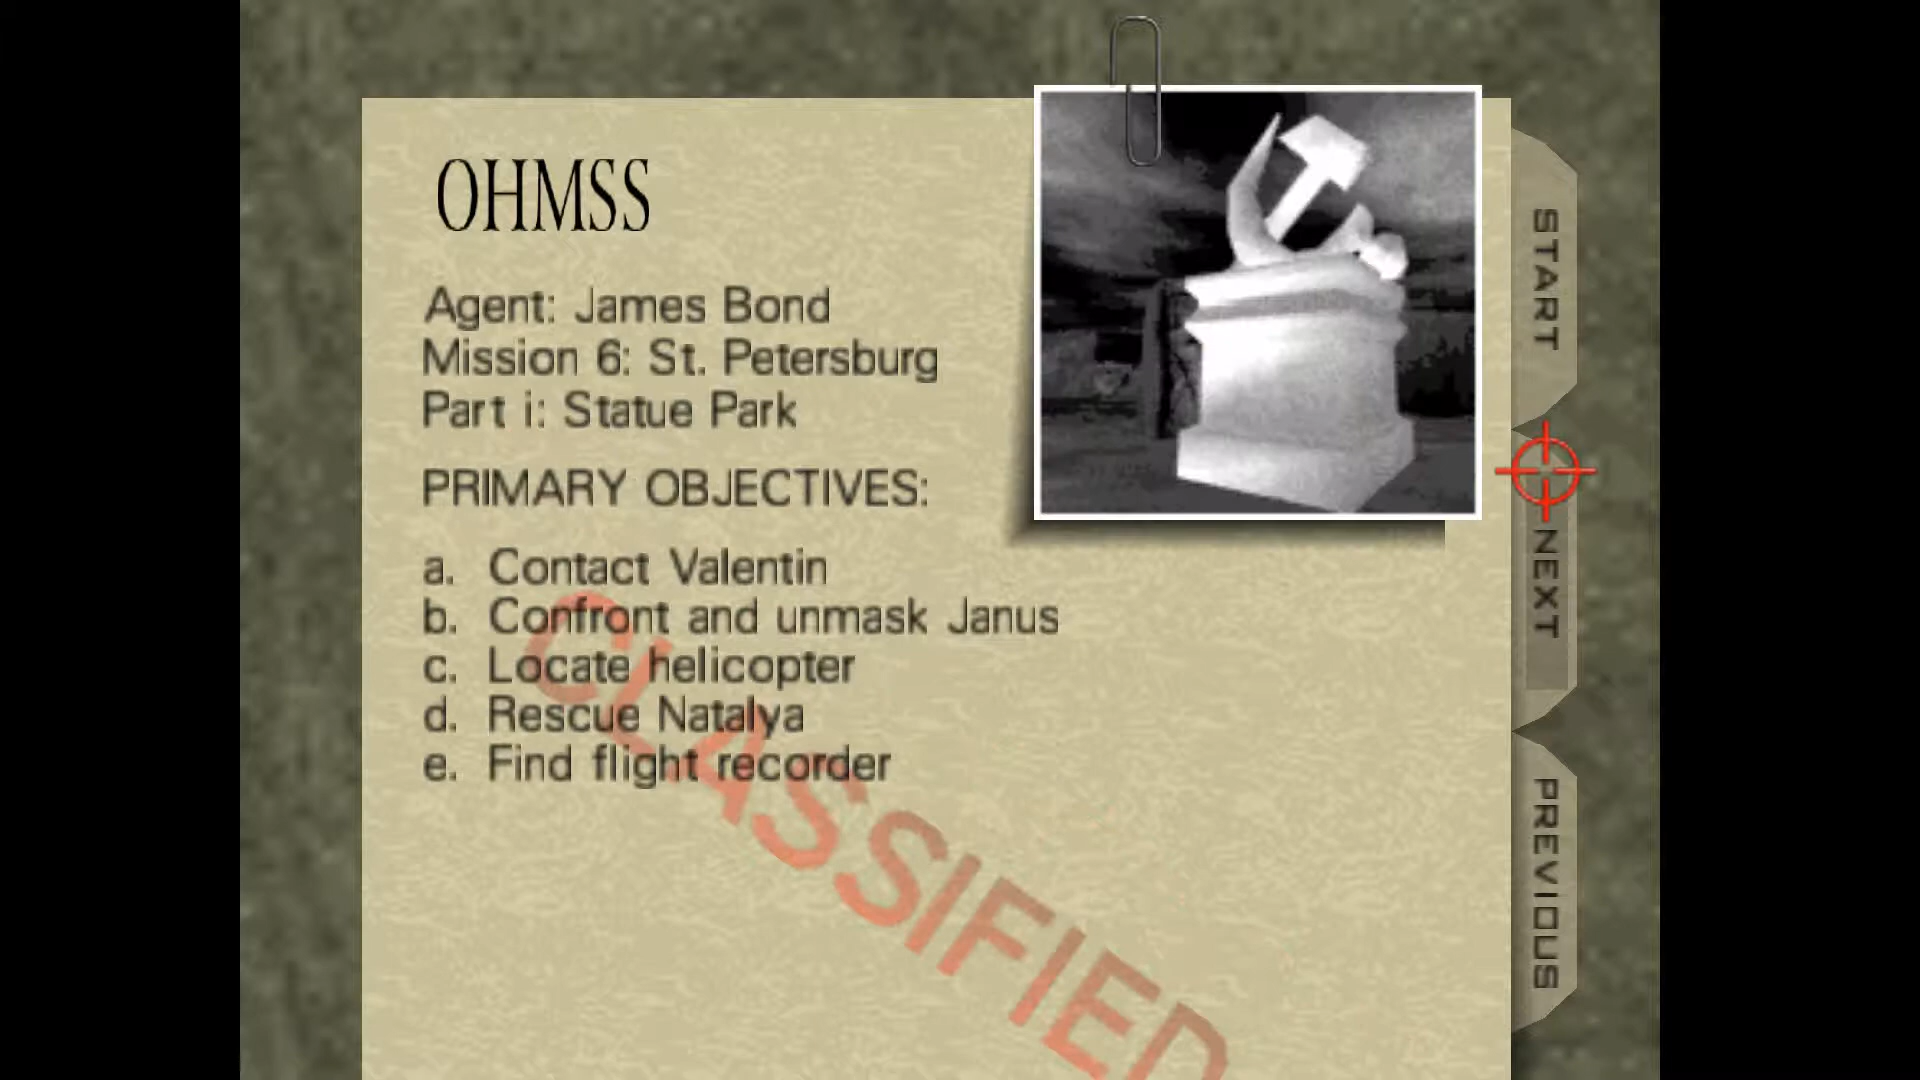 OHMSS
Agent: James Bond
Mission 6: St. Petersburg
Part i: Statue Park
PRIMARY OBJECTIVES:
a. Contact Valentin
b. Confront and unmask Janus
c. Locate helicopter
d. Rescue Natalya
e. Find flight recorder
CLASSIFIED
START
NEXT
PREVIOUS